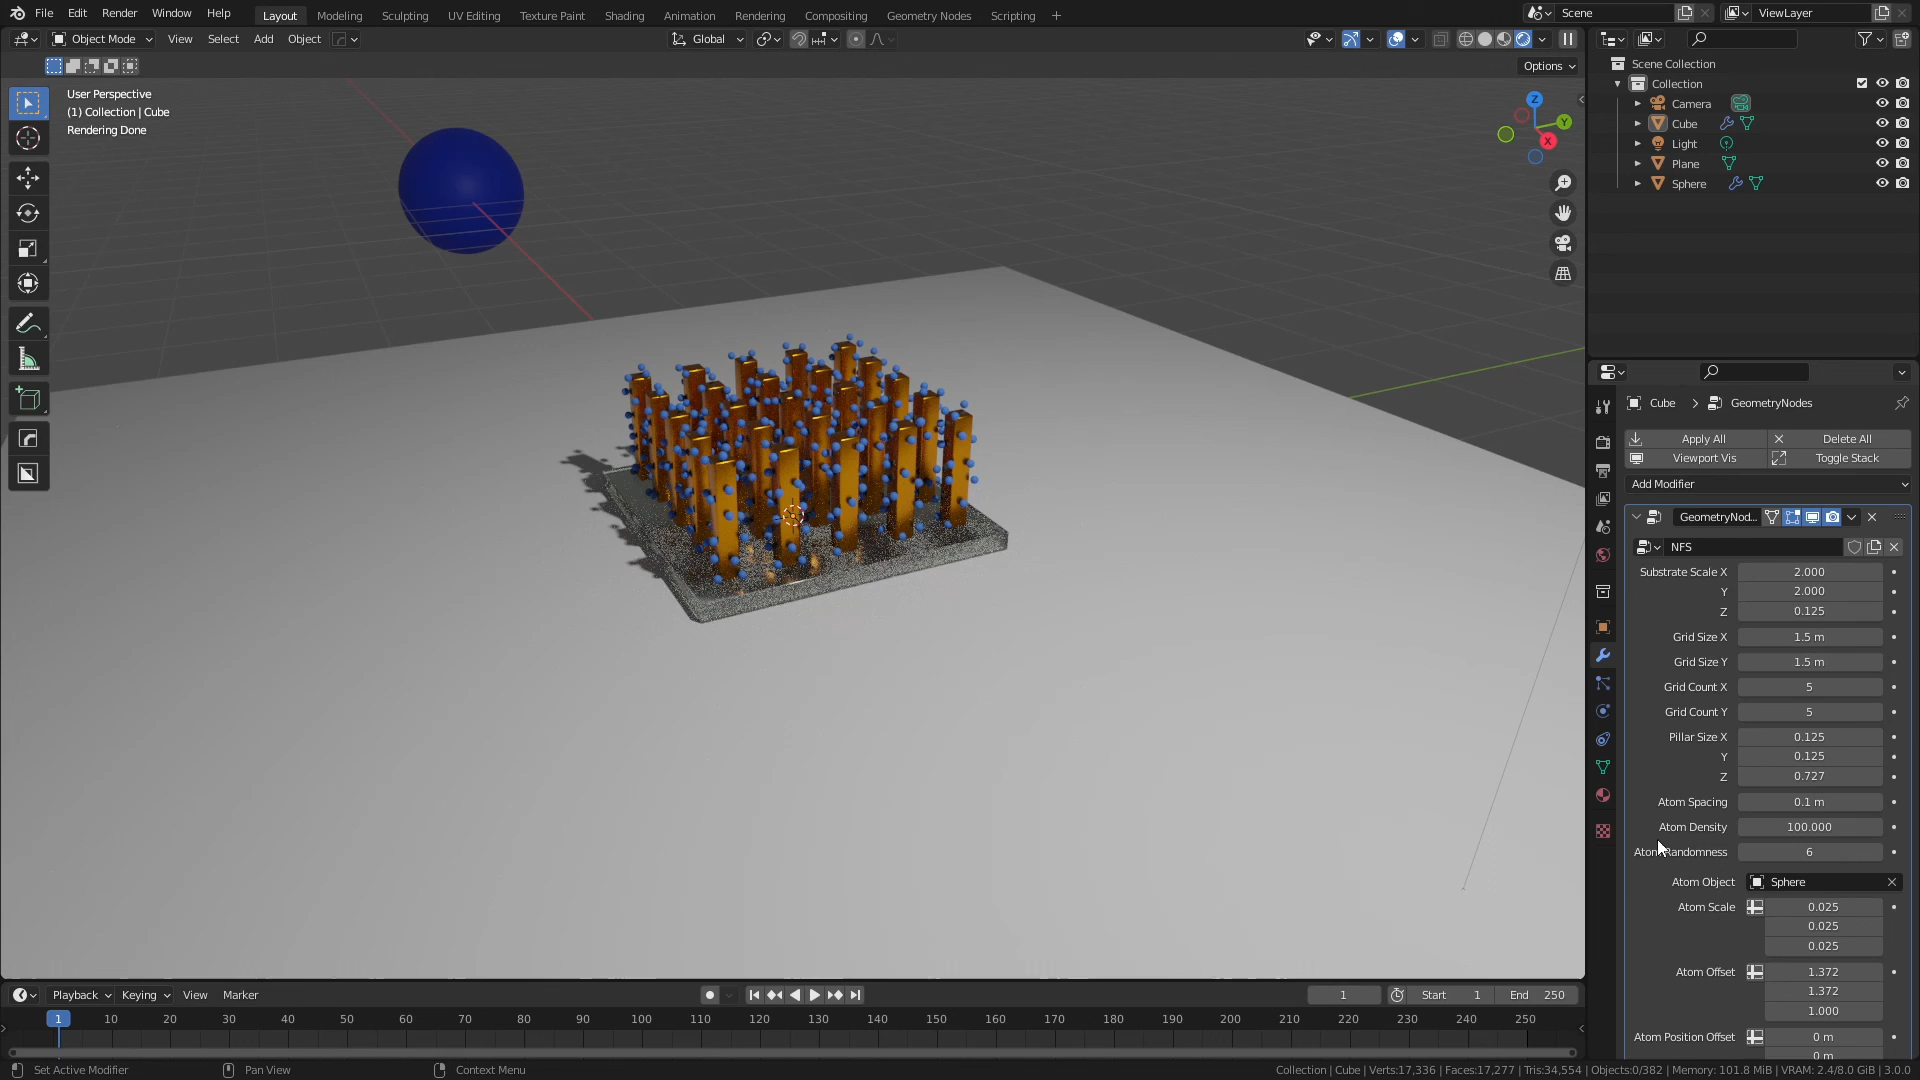 File Edit Render Window Help Layout Modeling Sculpting UV Editing Texture Paint Shading Animation Rendering Compositing Geometry Nodes Scripting + Scene ViewLayer
Object Mode View Select Add Object Global
Options
User Perspective
(1) Collection | Cube
Rendering Done
Z
Y
X
Scene Collection
Collection
Camera
Cube
Light
Plane
Sphere
Cube > GeometryNodes
Apply All Delete All
Viewport Vis Toggle Stack
Add Modifier
GeometryNod...
NFS
Substrate Scale X 2.000
Y 2.000
Z 0.125
Grid Size X 1.5 m
Grid Size Y 1.5 m
Grid Count X 5
Grid Count Y 5
Pillar Size X 0.125
Y 0.125
Z 0.727
Atom Spacing 0.1 m
Atom Density 100.000
Atom Randomness 6
Atom Object Sphere
Atom Scale 0.025
0.025
0.025
Atom Offset 1.372
1.372
1.000
Atom Position Offset 0 m
0 m
Playback Keying View Marker 1 Start 1 End 250
1 10 20 30 40 50 60 70 80 90 100 110 120 130 140 150 160 170 180 190 200 210 220 230 240 250
Set Active Modifier Pan View Context Menu Collection | Cube | Verts:17,336 | Faces:17,277 | Tris:34,554 | Objects:0/382 | Memory: 101.8 MiB | VRAM: 2.4/8.0 GiB | 3.0.0